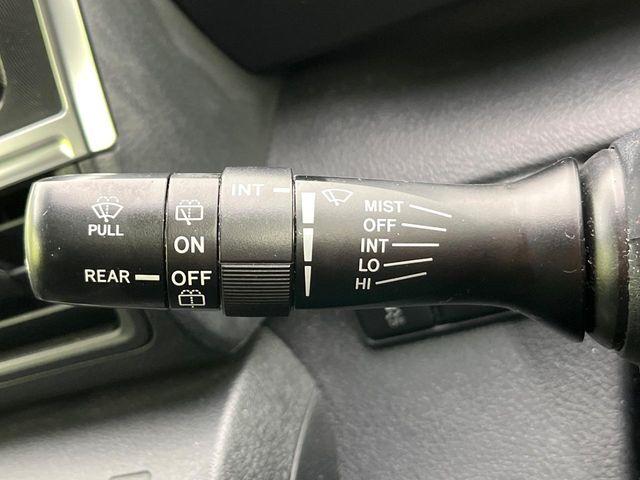 PULL
REAR
ON
OFF
INT
MIST
OFF
INT
LO
HI